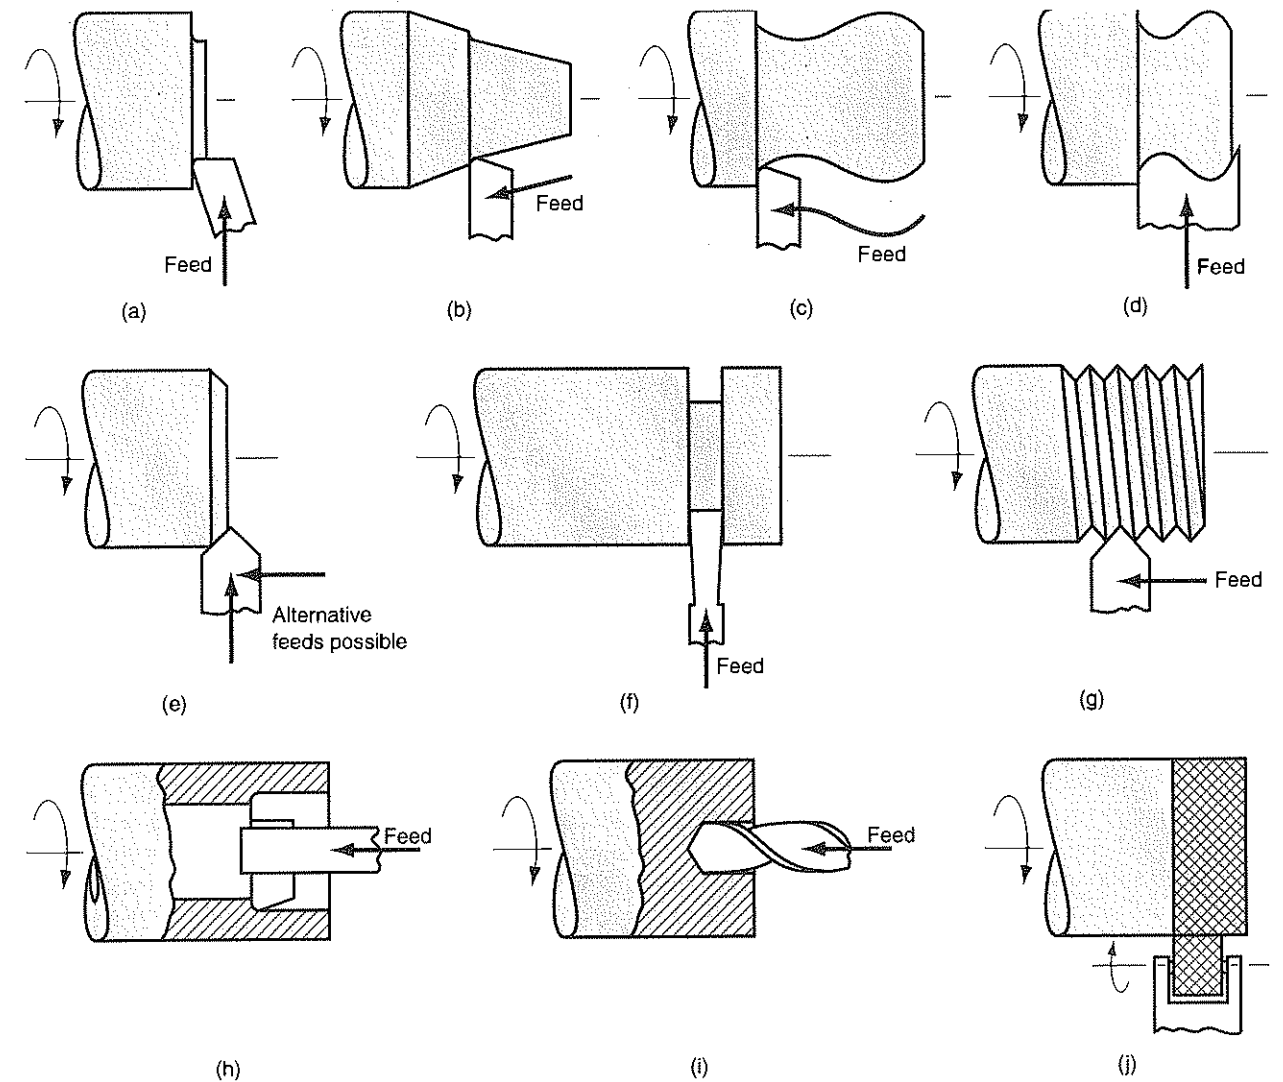 Feed
(a)
Feed
(b)
Feed
(c)
Feed
(d)
Alternative
feeds possible
(e)
Feed
(f)
Feed
(g)
Feed
(h)
Feed
(i)
(j)